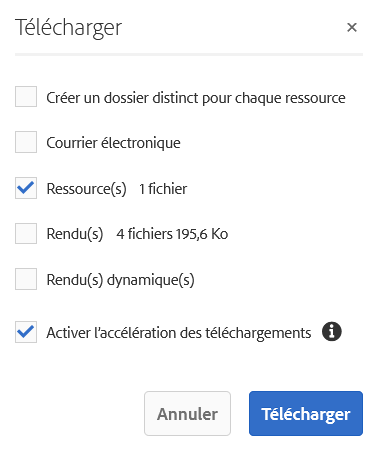 Télécharger
Créer un dossier distinct pour chaque ressource
Courrier électronique
Ressource(s) 1 fichier
Rendu(s) 4 fichiers 195,6 Ko
Rendu(s) dynamique(s)
Activer l'accélération des téléchargements
Annuler Télécharger